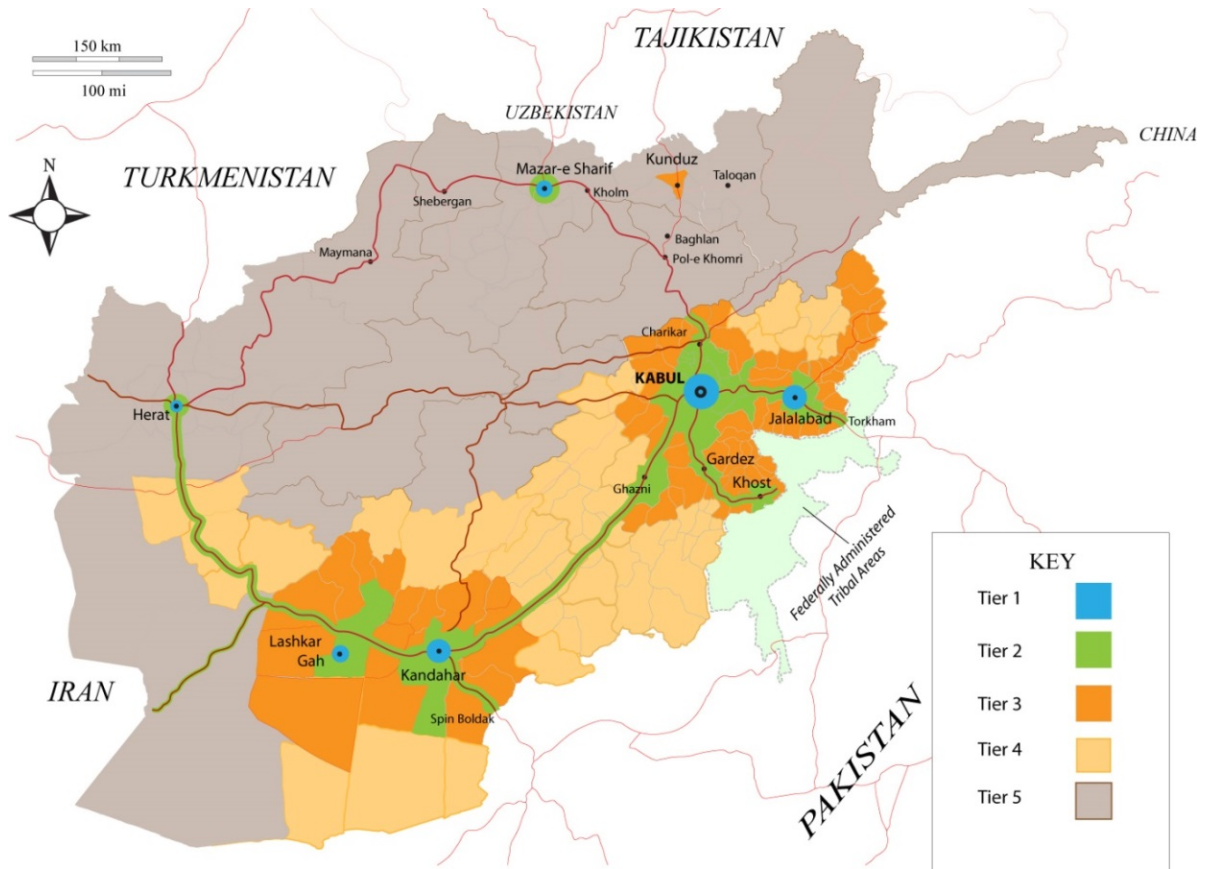 150 km
100 mi
TAJIKISTAN
UZBEKISTAN
CHINA
N
TURKMENISTAN
Mazar-e Sharif
Kunduz
Taloqan
Shebergan
Kholm
Maymana
Baghlan
Pol-e Khomri
Charikar
KABUL
Herat
Jalalabad
Torkham
Gardez
Ghazni
Khost
Federally Administered
Tribal Areas
KEY
Tier 1
Tier 2
Tier 3
Tier 4
Tier 5
Lashkar
Gah
Kandahar
IRAN
Spin Boldak
PAKISTAN